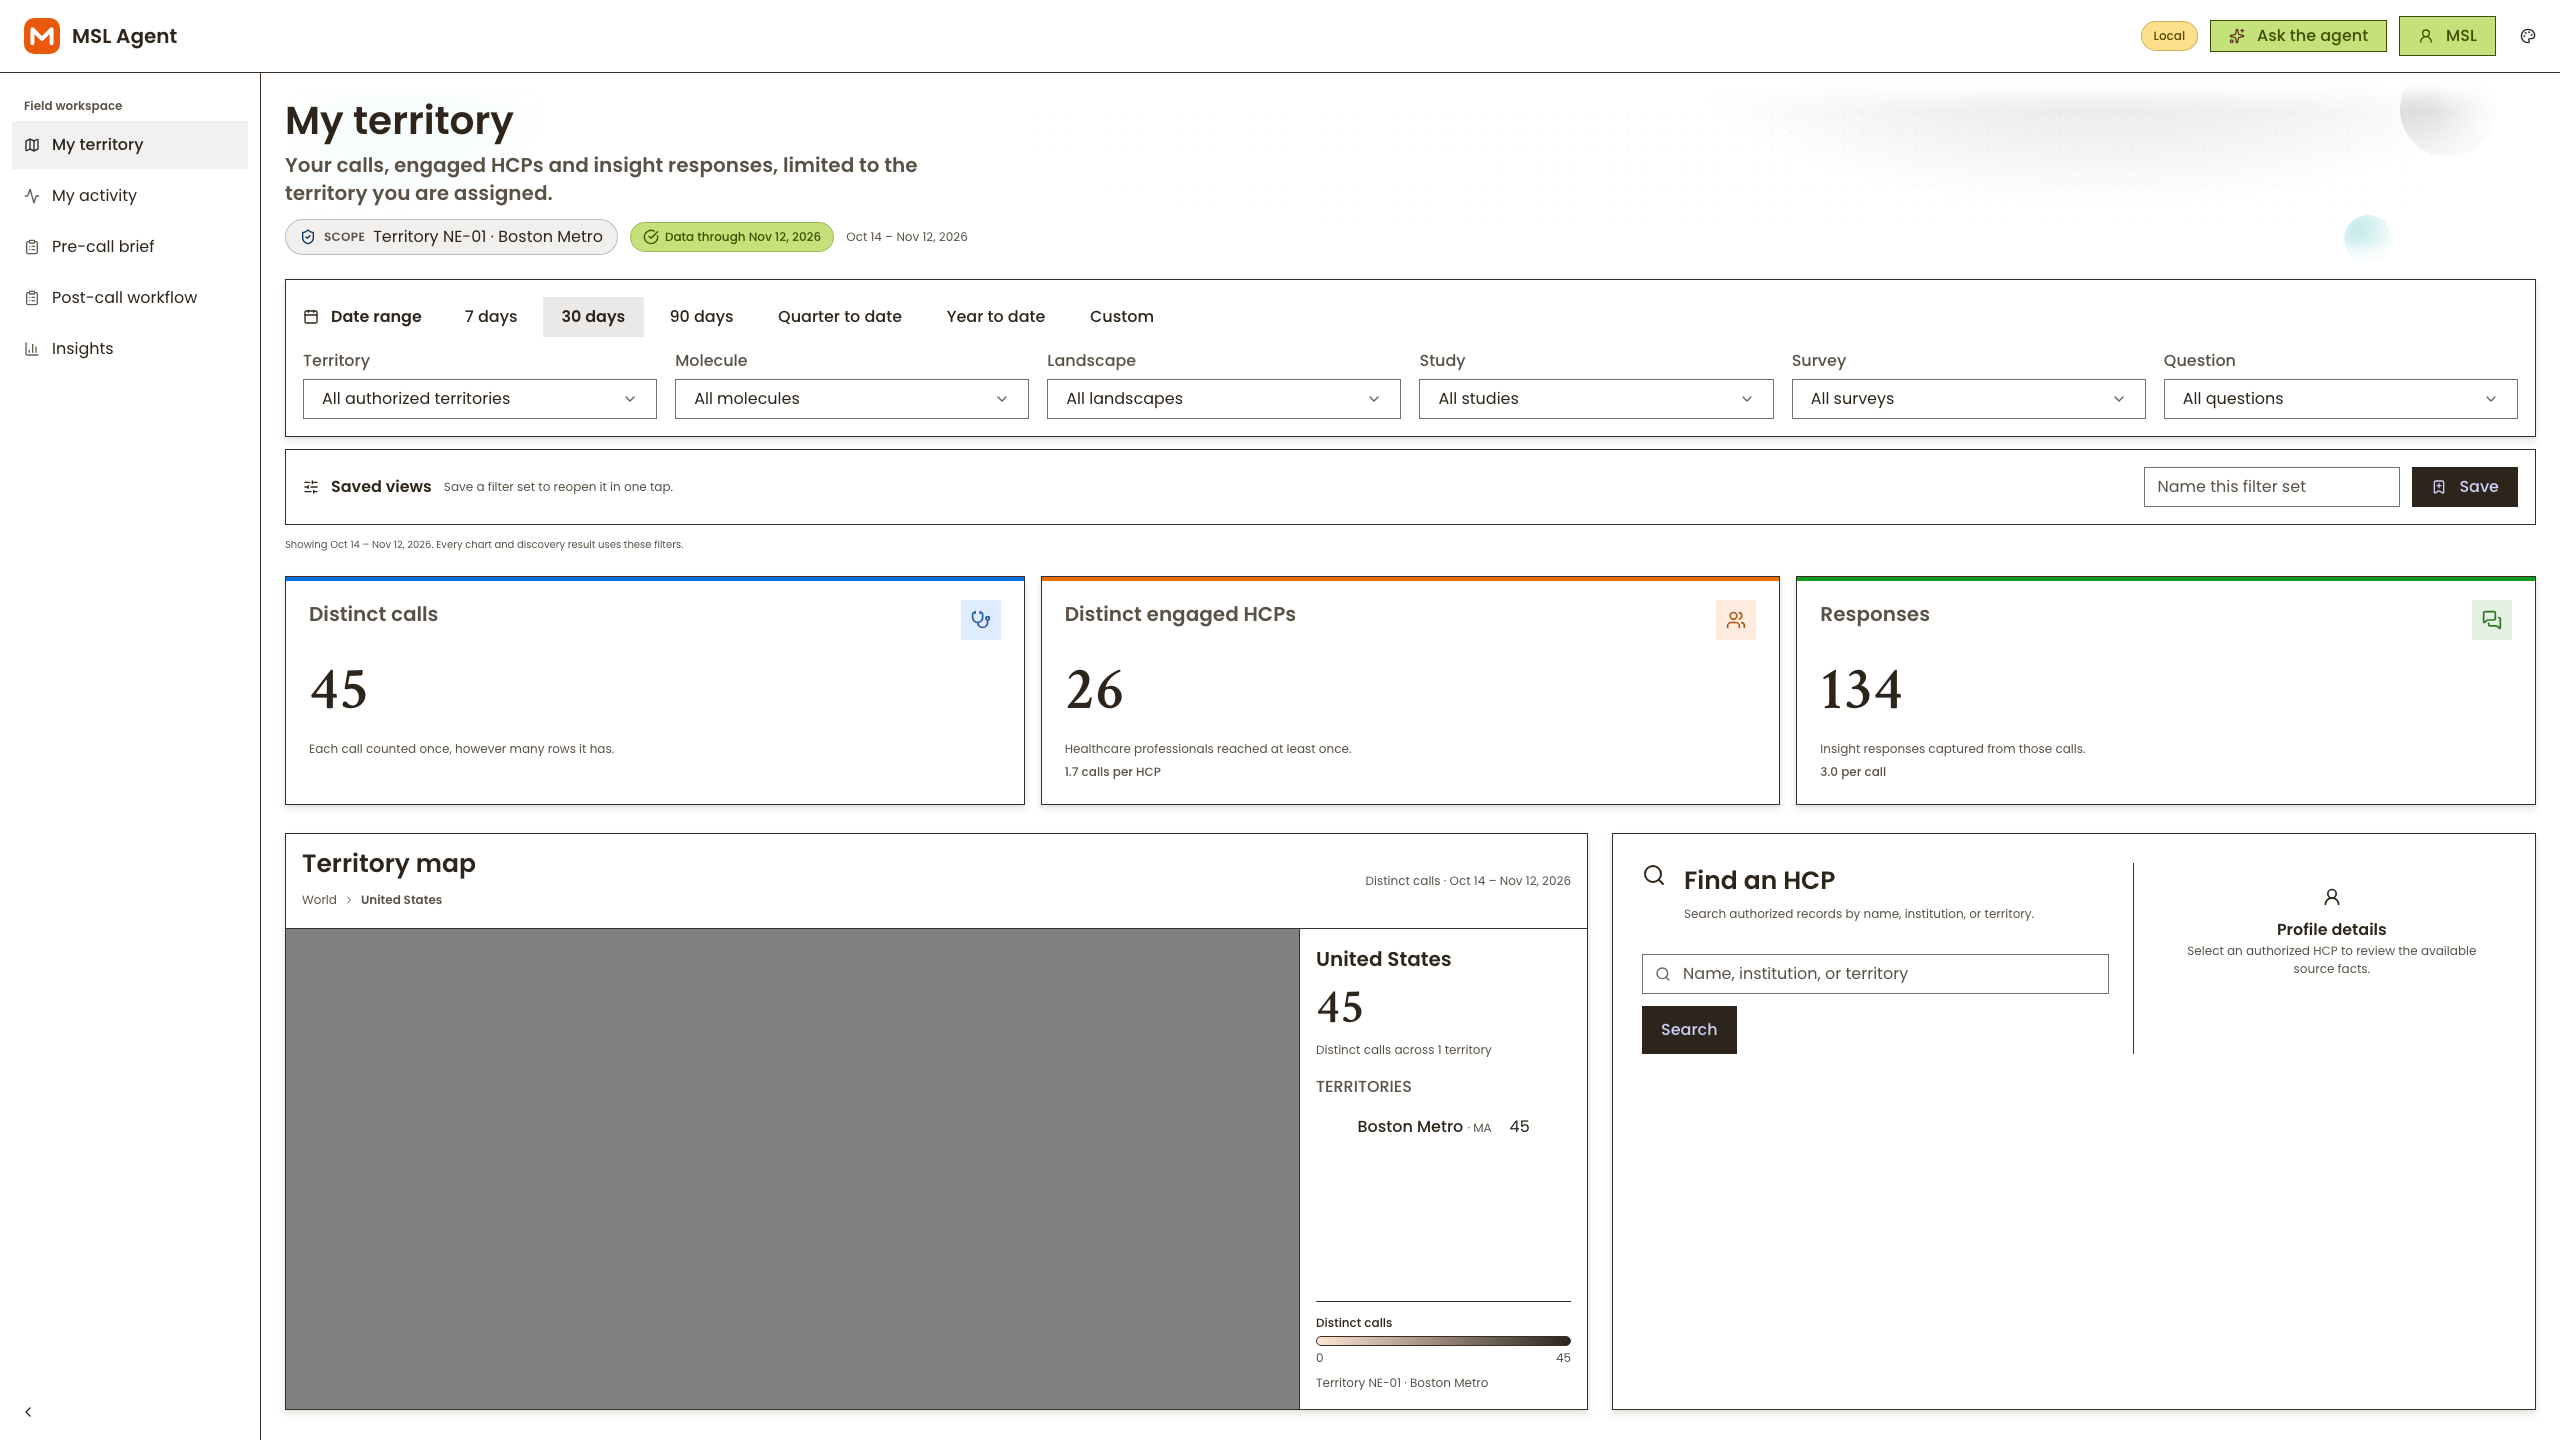 MSL Agent
Local
Ask the agent
MSL
Field workspace
My territory
My activity
Pre-call brief
Post-call workflow
Insights
My territory
Your calls, engaged HCPs and insight responses, limited to the
territory you are assigned.
SCOPE Territory NE-01 · Boston Metro
Data through Nov 12, 2026
Oct 14 – Nov 12, 2026
Date range
7 days
30 days
90 days
Quarter to date
Year to date
Custom
Territory
Molecule
Landscape
Study
Survey
Question
All authorized territories
All molecules
All landscapes
All studies
All surveys
All questions
Saved views
Save a filter set to reopen it in one tap.
Name this filter set
Save
Showing Oct 14 – Nov 12, 2026. Every chart and discovery result uses these filters.
Distinct calls
45
Each call counted once, however many rows it has.
Distinct engaged HCPs
26
Healthcare professionals reached at least once.
1.7 calls per HCP
Responses
134
Insight responses captured from those calls.
3.0 per call
Territory map
World
United States
Distinct calls · Oct 14 – Nov 12, 2026
United States
45
Distinct calls across 1 territory
TERRITORIES
Boston Metro · MA 45
Distinct calls
0 45
Territory NE-01 · Boston Metro
Find an HCP
Search authorized records by name, institution, or territory.
Name, institution, or territory
Search
Profile details
Select an authorized HCP to review the available
source facts.